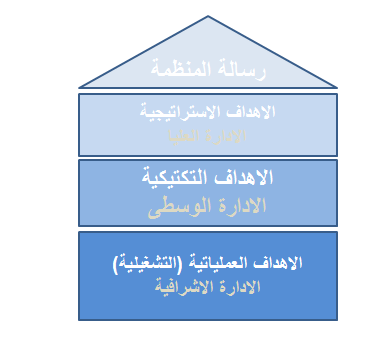 رسالة المنظمة
الاهداف الاستراتيجية
الادارة العليا
الاهداف التكتيكية
الادارة الوسطى
الاهداف العملياتية (التشغيلية)
الادارة الاشرافية